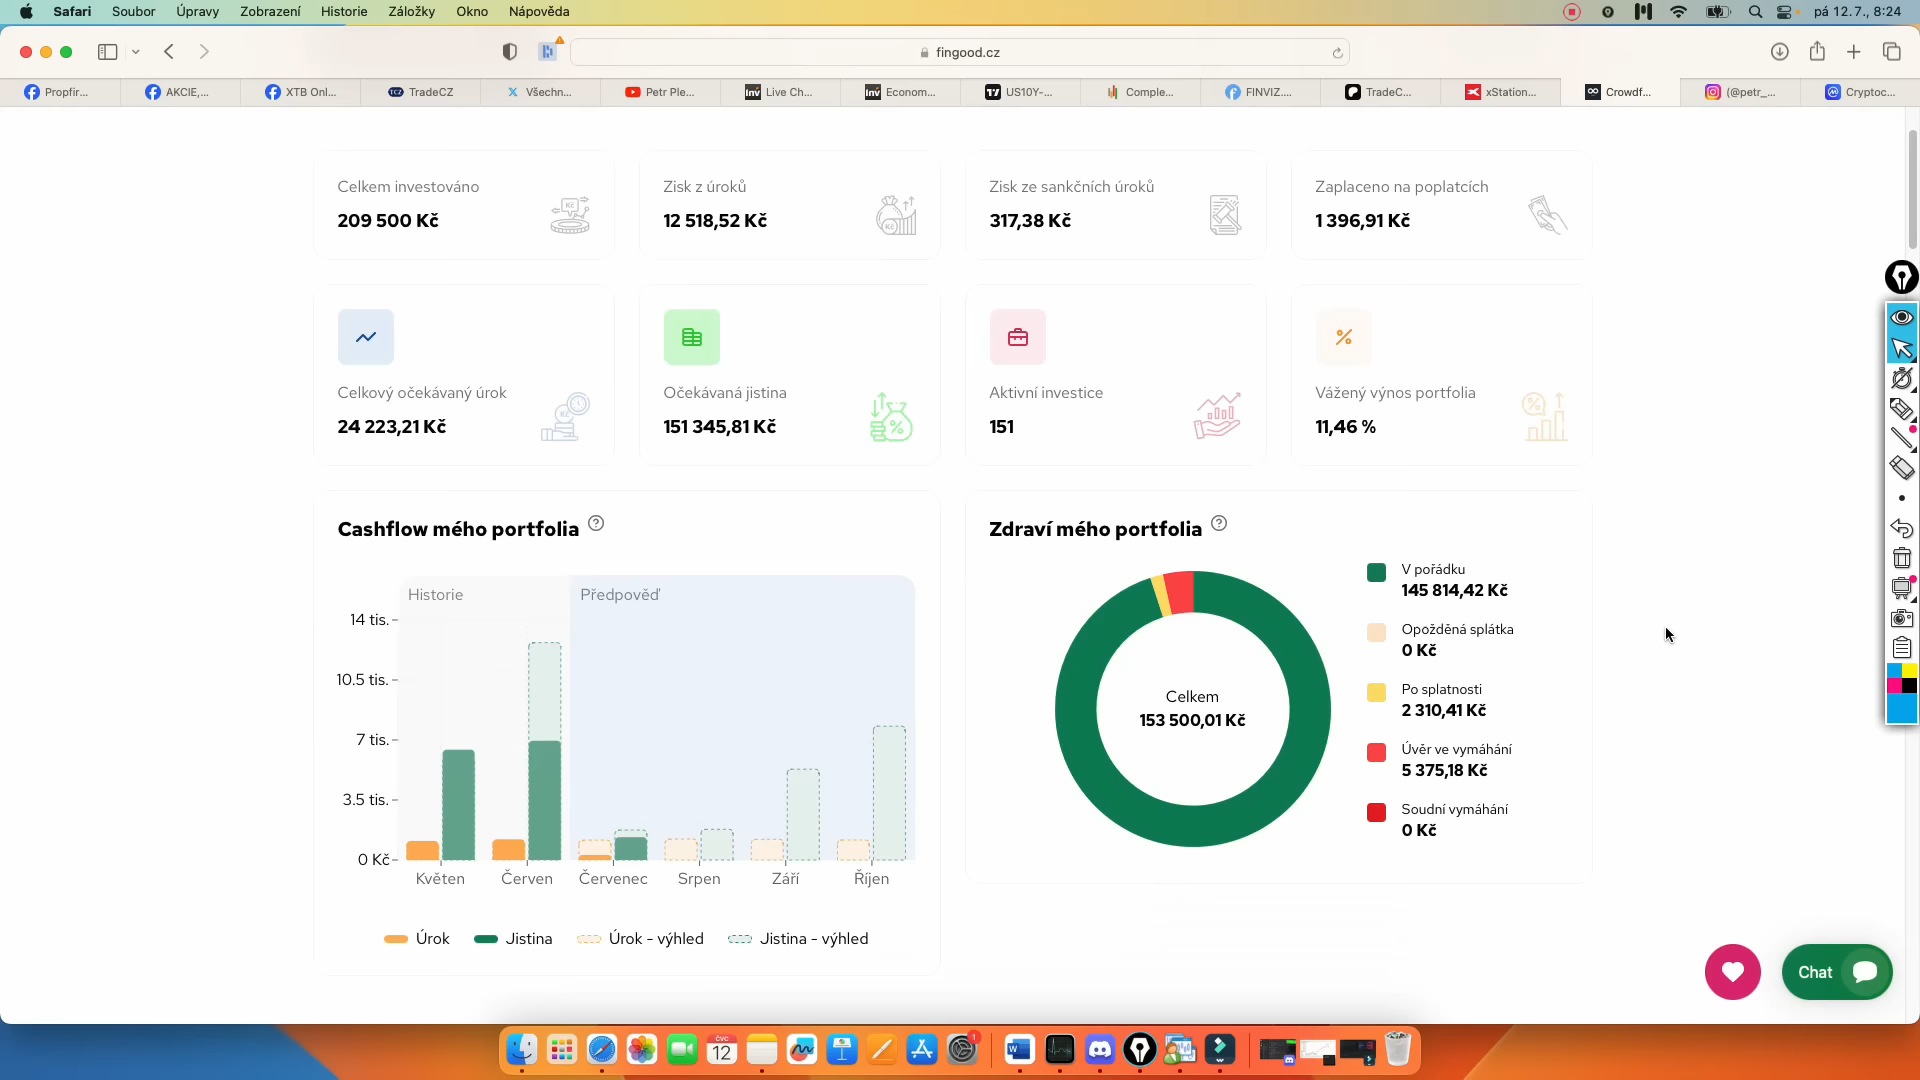 Safari Soubor Úpravy Zobrazení Historie Záložky Okno Nápověda pá 12.7., 8:24
fingood.cz
Propfir... AKCIE,... XTB Onl... TradeCZ Všechn... Petr Ple... Live Ch... Econom... US10Y-... Comple... FINVIZ.... TradeC... xStation... Crowdf... (@petr_... Cryptoc...
Celkem investováno
209 500 Kč
Zisk z úroků
12 518,52 Kč
Zisk ze sankčních úroků
317,38 Kč
Zaplaceno na poplatcích
1 396,91 Kč
Celkový očekávaný úrok
24 223,21 Kč
Očekávaná jistina
151 345,81 Kč
Aktivní investice
151
Vážený výnos portfolia
11,46 %
Cashflow mého portfolia
Historie
Předpověď
14 tis.
10.5 tis.
7 tis.
3.5 tis.
0 Kč
Květen Červen Červenec Srpen Září Říjen
Úrok Jistina Úrok - výhled Jistina - výhled
Zdraví mého portfolia
Celkem
153 500,01 Kč
V pořádku
145 814,42 Kč
Opožděná splátka
0 Kč
Po splatnosti
2 310,41 Kč
Úvěr ve vymáhání
5 375,18 Kč
Soudní vymáhání
0 Kč
Chat
ČVC
12
1